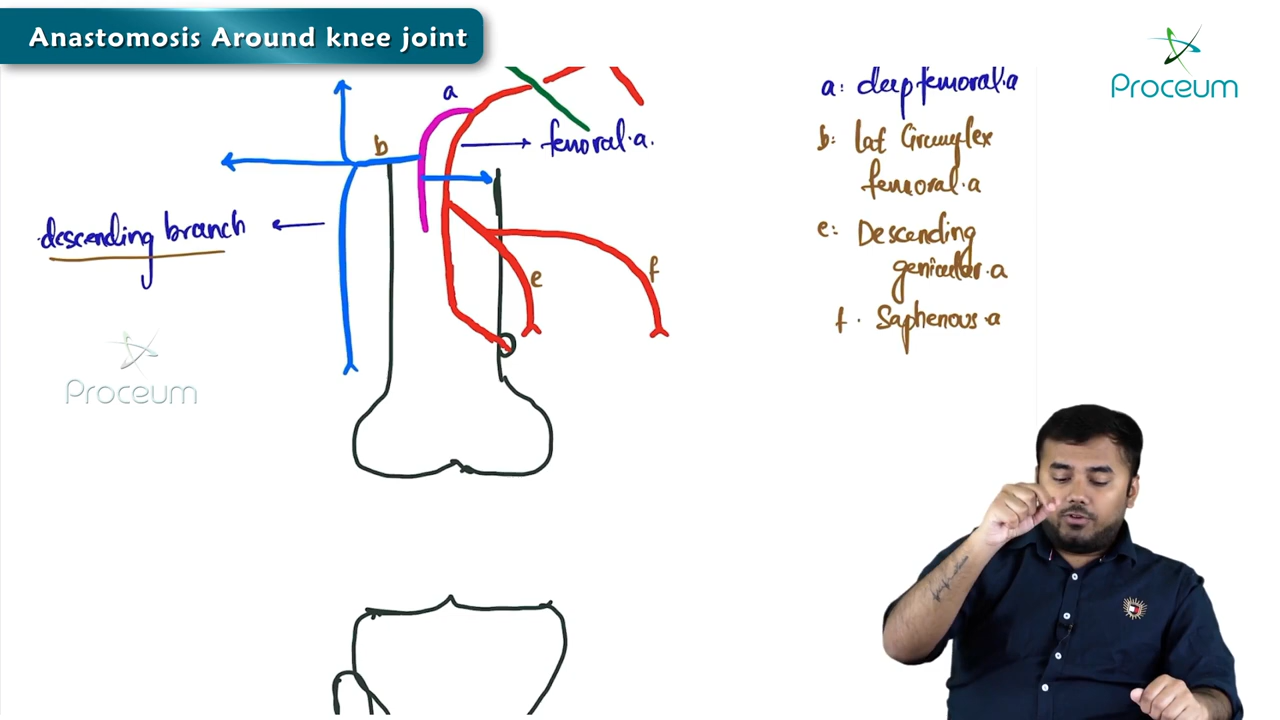 Anastomosis Around knee joint
Proceum
a: deep femoral.a
b: lat Circumflex
femoral.a
e: Descending
genicular.a
f. Saphenous.a
a
b
femoral.a.
descending branch
e
f
Proceum